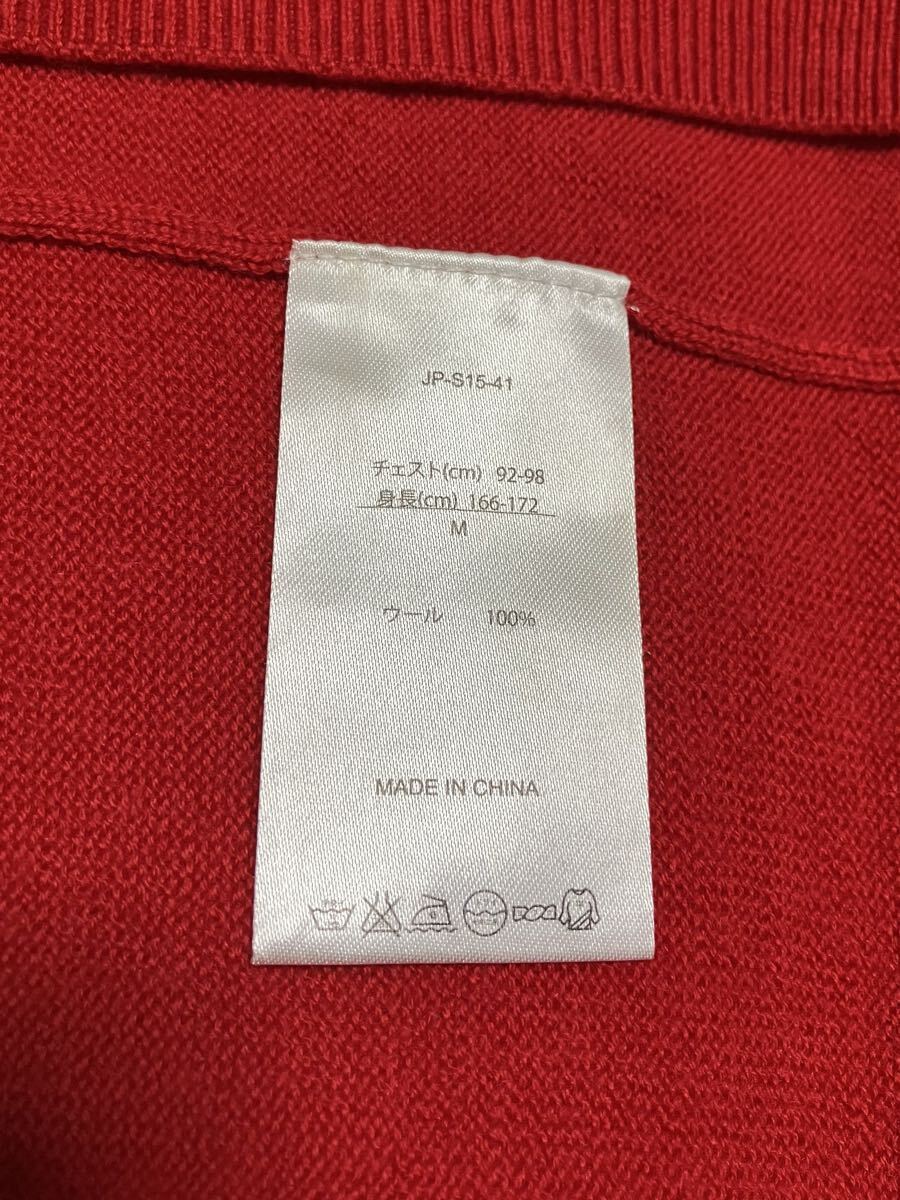 JP-S15-41
チェスト(cm) 92-98
身長(cm) 166-172
M
ウール 100%
MADE IN CHINA